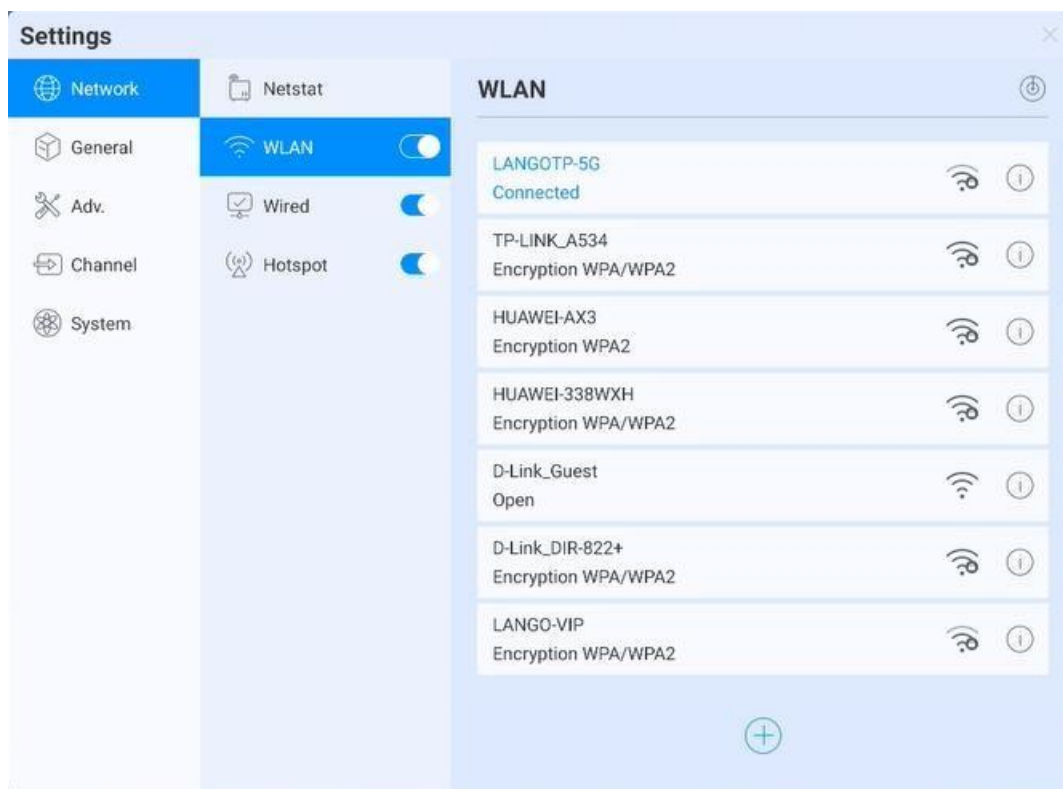 Settings
Network
General
Adv.
Channel
System
Netstat
WLAN
Wired
Hotspot
WLAN
LANGOTP-5G
Connected
TP-LINK_A534
Encryption WPA/WPA2
HUAWEI-AX3
Encryption WPA2
HUAWEI-338WXH
Encryption WPA/WPA2
D-Link_Guest
Open
D-Link_DIR-822+
Encryption WPA/WPA2
LANGO-VIP
Encryption WPA/WPA2